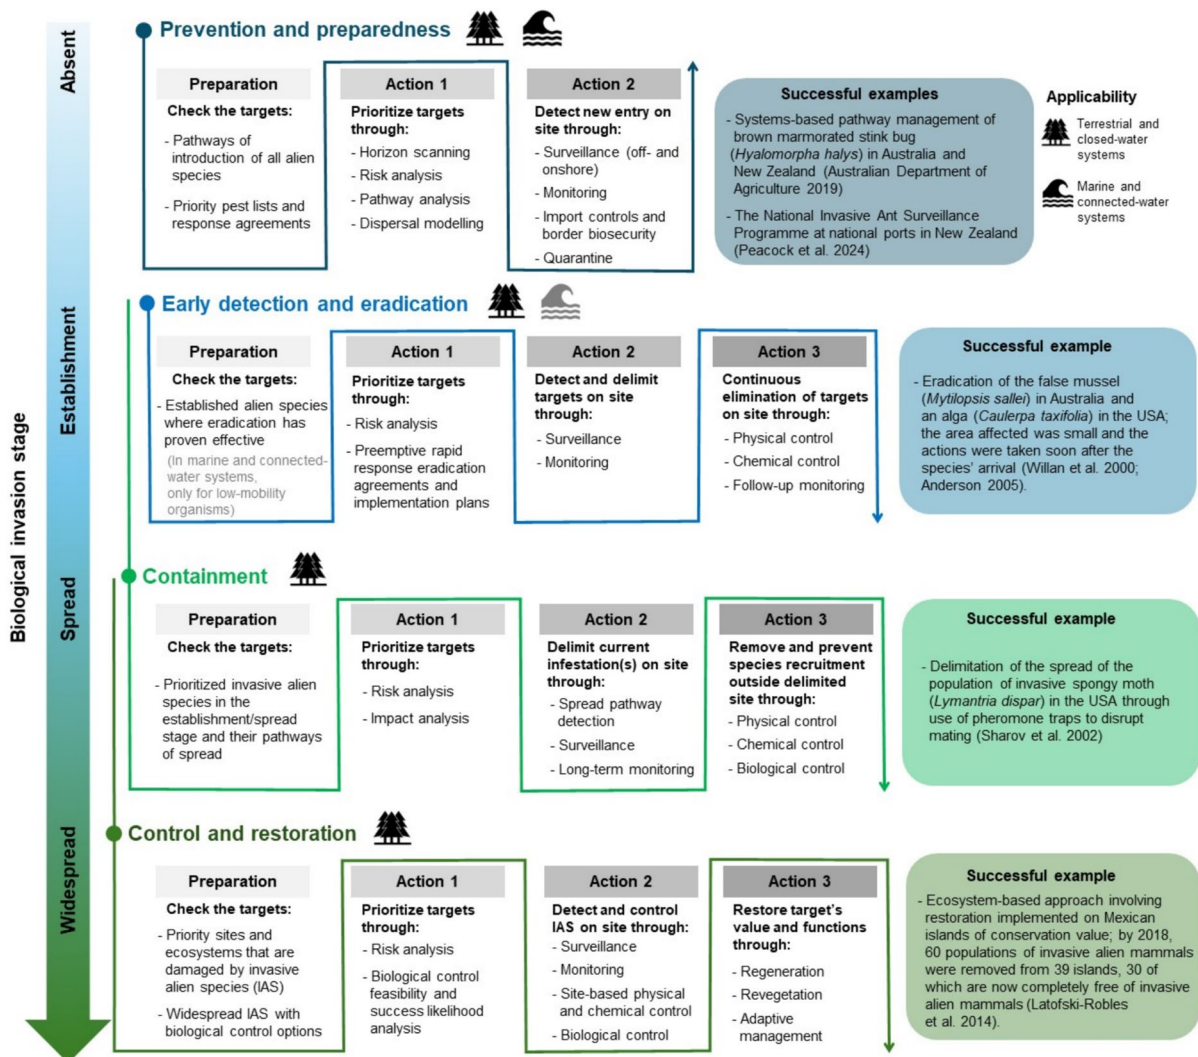 Biological invasion stage
Absent
Establishment
Spread
Widespread
Prevention and preparedness
Preparation
Check the targets:
- Pathways of
introduction of all alien
species
- Priority pest lists and
response agreements
Action 1
Prioritize targets
through:
- Horizon scanning
- Risk analysis
- Pathway analysis
- Dispersal modelling
Action 2
Detect new entry on
site through:
- Surveillance (off- and
onshore)
- Monitoring
- Import controls and
border biosecurity
- Quarantine
Successful examples
- Systems-based pathway management of
brown marmorated stink bug
(Hyalomorpha halys) in Australia and
New Zealand (Australian Department of
Agriculture 2019)
- The National Invasive Ant Surveillance
Programme at national ports in New Zealand
(Peacock et al. 2024)
Applicability
Terrestrial and
closed-water
systems
Marine and
connected-water
systems
Early detection and eradication
Preparation
Check the targets:
- Established alien species
where eradication has
proven effective
(In marine and connected-
water systems,
only for low-mobility
organisms)
Action 1
Prioritize targets
through:
- Risk analysis
- Preemptive rapid
response eradication
agreements and
implementation plans
Action 2
Detect and delimit
targets on site through:
- Surveillance
- Monitoring
Action 3
Continuous
elimination of targets
on site through:
- Physical control
- Chemical control
- Follow-up monitoring
Successful example
- Eradication of the false mussel
(Mytilopsis sallei) in Australia and
an alga (Caulerpa taxifolia) in the USA;
the area affected was small and the
actions were taken soon after the
species' arrival (Willan et al. 2000;
Anderson 2005).
Containment
Preparation
Check the targets:
- Prioritized invasive alien
species in the
establishment/spread
stage and their pathways
of spread
Action 1
Prioritize targets
through:
- Risk analysis
- Impact analysis
Action 2
Delimit current
infestation(s) on site
through:
- Spread pathway
detection
- Surveillance
- Long-term monitoring
Action 3
Remove and prevent
species recruitment
outside delimited
site through:
- Physical control
- Chemical control
- Biological control
Successful example
- Delimitation of the spread of the
population of invasive spongy moth
(Lymantria dispar) in the USA through
use of pheromone traps to disrupt
mating (Sharov et al. 2002)
Control and restoration
Preparation
Check the targets:
- Priority sites and
ecosystems that are
damaged by invasive
alien species (IAS)
- Widespread IAS with
biological control options
Action 1
Prioritize targets
through:
- Risk analysis
- Biological control
feasibility and
success likelihood
analysis
Action 2
Detect and control
IAS on site through:
- Surveillance
- Monitoring
- Site-based physical
and chemical control
- Biological control
Action 3
Restore target's
value and functions
through:
- Regeneration
- Revegetation
- Adaptive
management
Successful example
- Ecosystem-based approach involving
restoration implemented on Mexican
islands of conservation value; by 2018,
60 populations of invasive alien mammals
were removed from 39 islands, 30 of
which are now completely free of invasive
alien mammals (Latofski-Robles
et al. 2014).